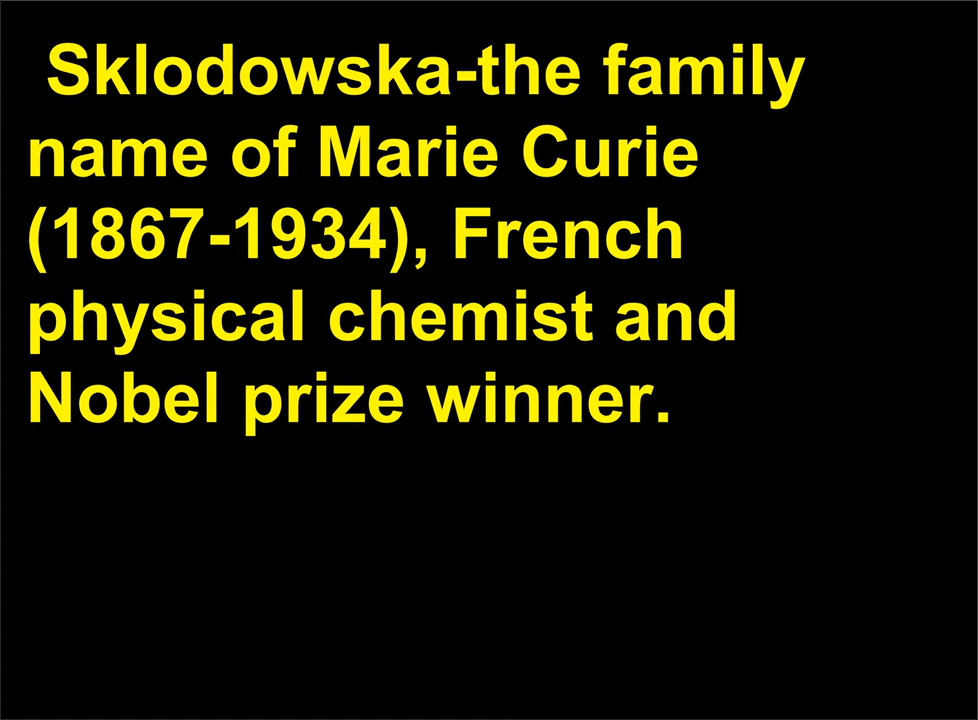 Sklodowska-the family
name of Marie Curie
(1867-1934), French
physical chemist and
Nobel prize winner.